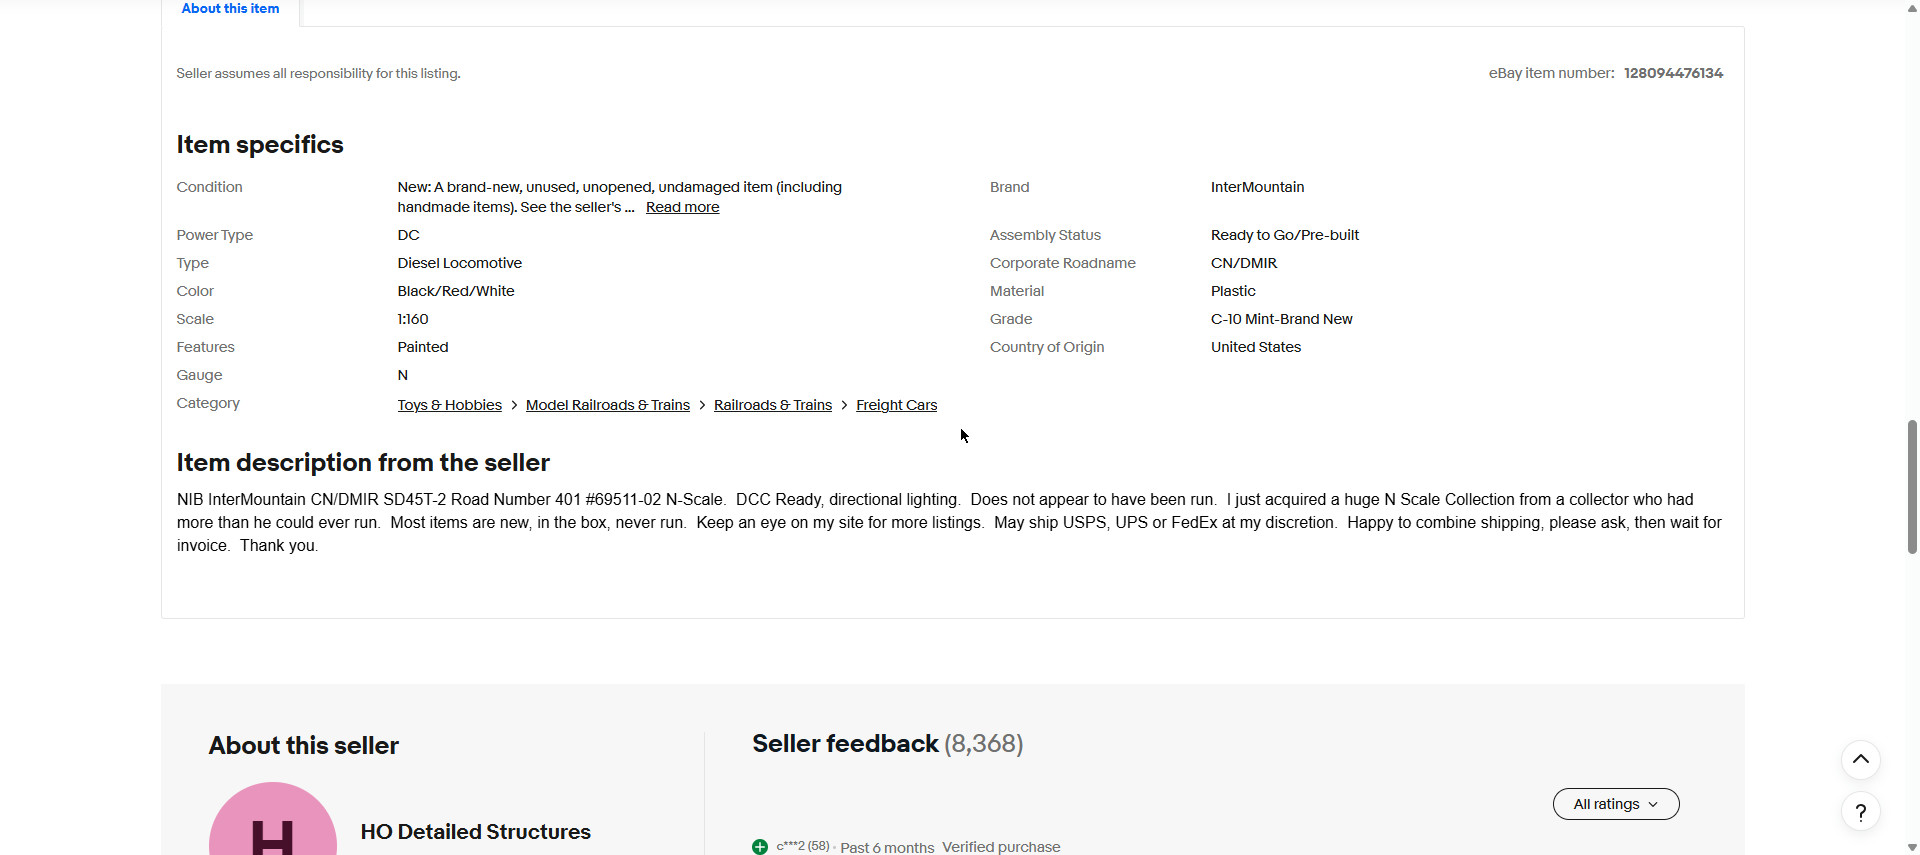 About this item
Seller assumes all responsibility for this listing.
eBay item number: 128094476134
Item specifics
Condition
New: A brand-new, unused, unopened, undamaged item (including
handmade items). See the seller's ... Read more
Brand
InterMountain
Power Type
DC
Assembly Status
Ready to Go/Pre-built
Type
Diesel Locomotive
Corporate Roadname
CN/DMIR
Color
Black/Red/White
Material
Plastic
Scale
1:160
Grade
C-10 Mint-Brand New
Features
Painted
Country of Origin
United States
Gauge
N
Category
Toys & Hobbies > Model Railroads & Trains > Railroads & Trains > Freight Cars
Item description from the seller
NIB InterMountain CN/DMIR SD45T-2 Road Number 401 #69511-02 N-Scale.  DCC Ready, directional lighting.  Does not appear to have been run.  I just acquired a huge N Scale Collection from a collector who had
more than he could ever run.  Most items are new, in the box, never run.  Keep an eye on my site for more listings.  May ship USPS, UPS or FedEx at my discretion.  Happy to combine shipping, please ask, then wait for
invoice.  Thank you.
About this seller
H
HO Detailed Structures
Seller feedback (8,368)
All ratings
c***2 (58) · Past 6 months Verified purchase
?